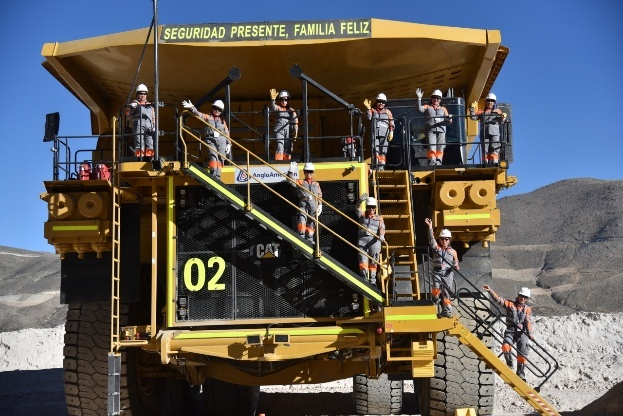 SEGURIDAD PRESENTE, FAMILIA FELIZ
AngloAmerican
CAT
02